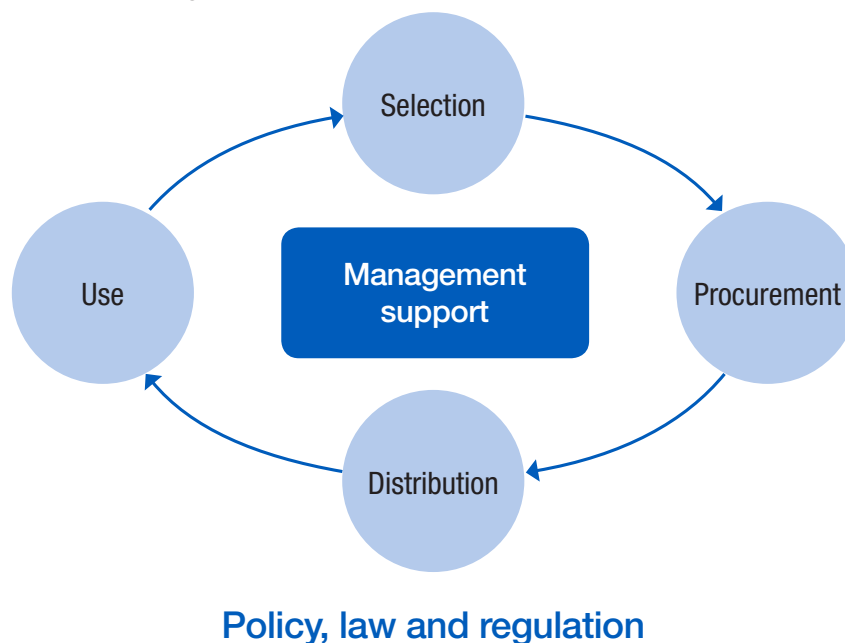 Selection
Management
support
Use
Procurement
Distribution
Policy, law and regulation